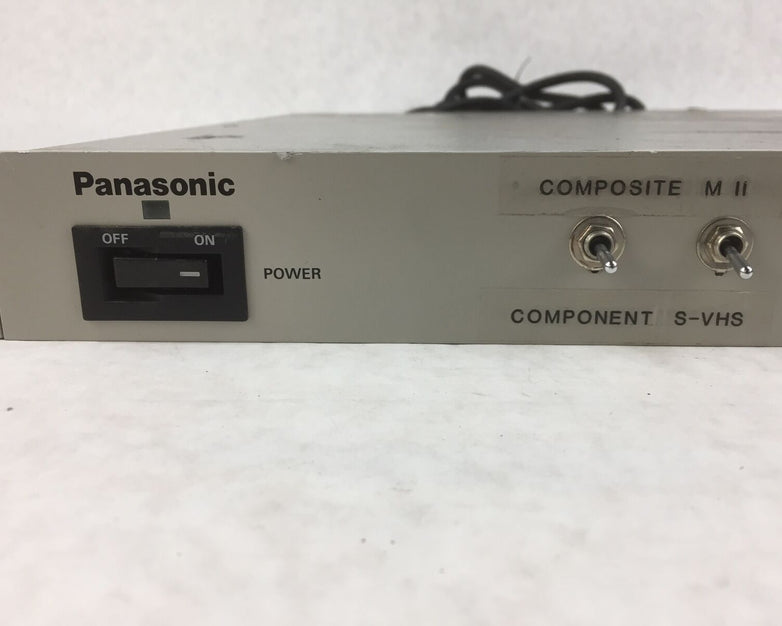 Panasonic
OFF ON
POWER
COMPOSITE M II
COMPONENT S-VHS